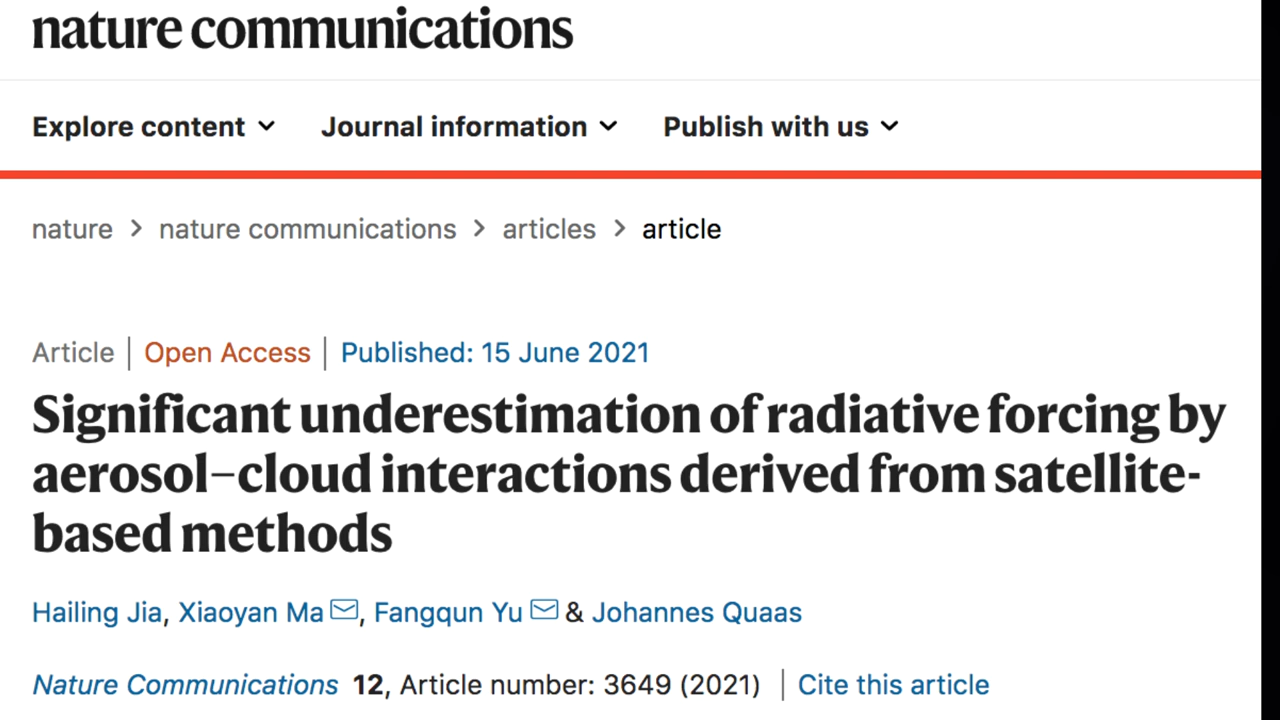 nature communications
Explore content Journal information Publish with us
nature > nature communications > articles > article
Article | Open Access | Published: 15 June 2021
Significant underestimation of radiative forcing by
aerosol–cloud interactions derived from satellite-
based methods
Hailing Jia, Xiaoyan Ma, Fangqun Yu & Johannes Quaas
Nature Communications 12, Article number: 3649 (2021) | Cite this article